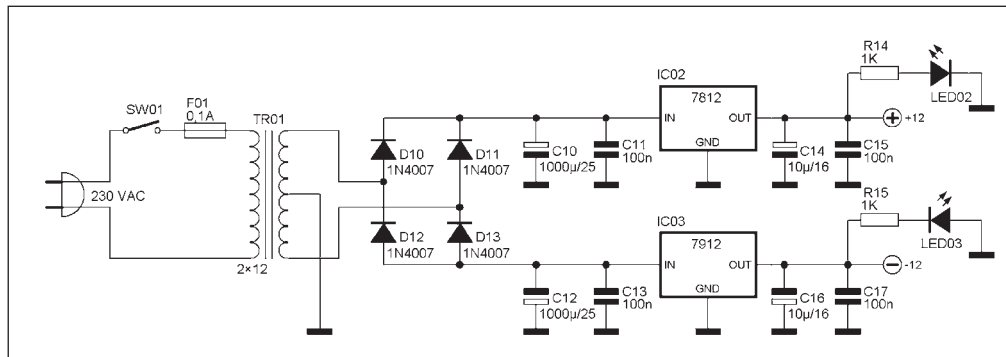 SW01
F01
0,1A
TR01
230 VAC
2×12
D10
1N4007
D11
1N4007
D12
1N4007
D13
1N4007
C10
1000µ/25
C11
100n
IC02
7812
IN
OUT
GND
C14
10µ/16
C15
100n
R14
1K
LED02
+12
C12
1000µ/25
C13
100n
IC03
7912
IN
OUT
GND
C16
10µ/16
C17
100n
R15
1K
LED03
-12